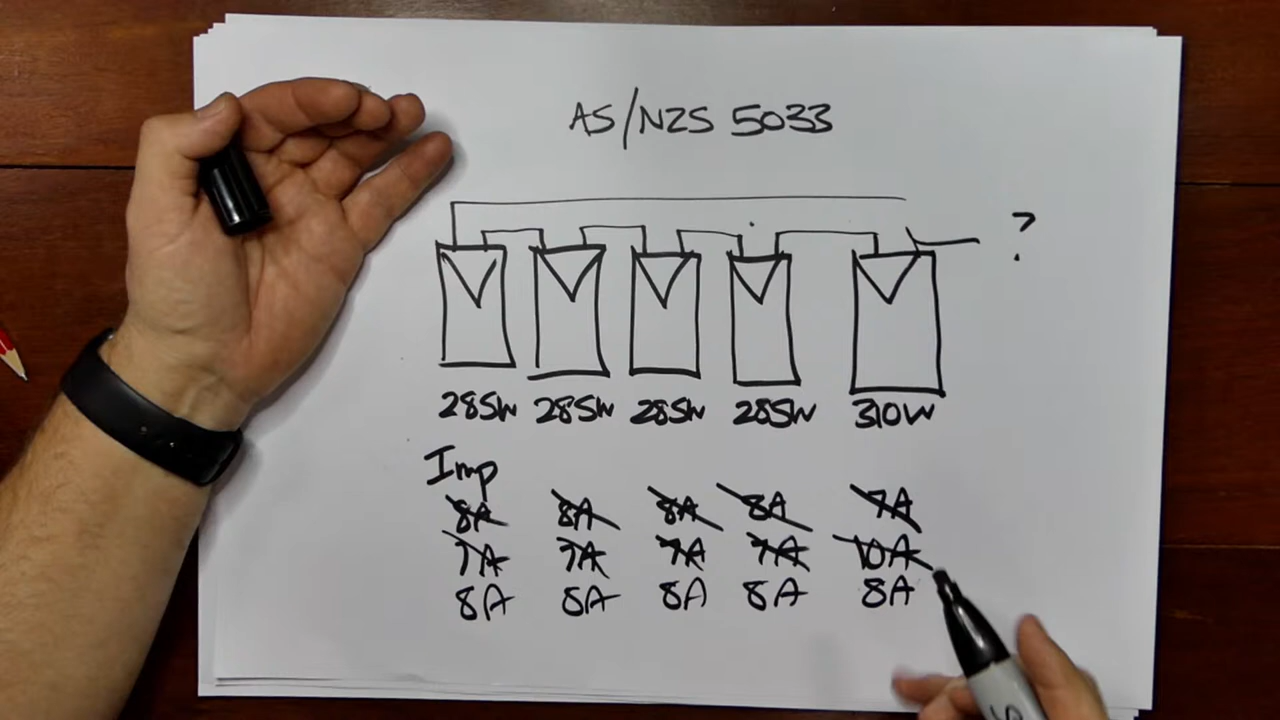 AS/NZS 5033
?
285W 285W 285W 285W 310W
Imp
8A 8A 8A 8A 7A
7A 7A 7A 7A 10A
8A 8A 8A 8A 8A